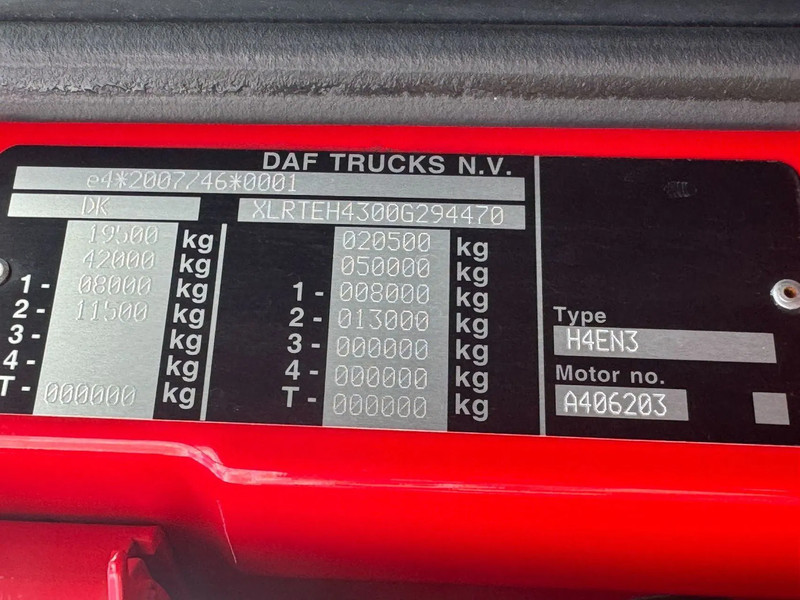 DAF TRUCKS N.V.
e4*2007/46*0001
DK XLRTEH4300G294470
19500 kg 020500 kg
42000 kg 050000 kg
1 - 08000 kg 1 - 008000 kg
2 - 11500 kg 2 - 013000 kg
3 - kg 3 - 000000 kg
4 - kg 4 - 000000 kg
T - 000000 kg T - 000000 kg
Type
H4EN3
Motor no.
A406203